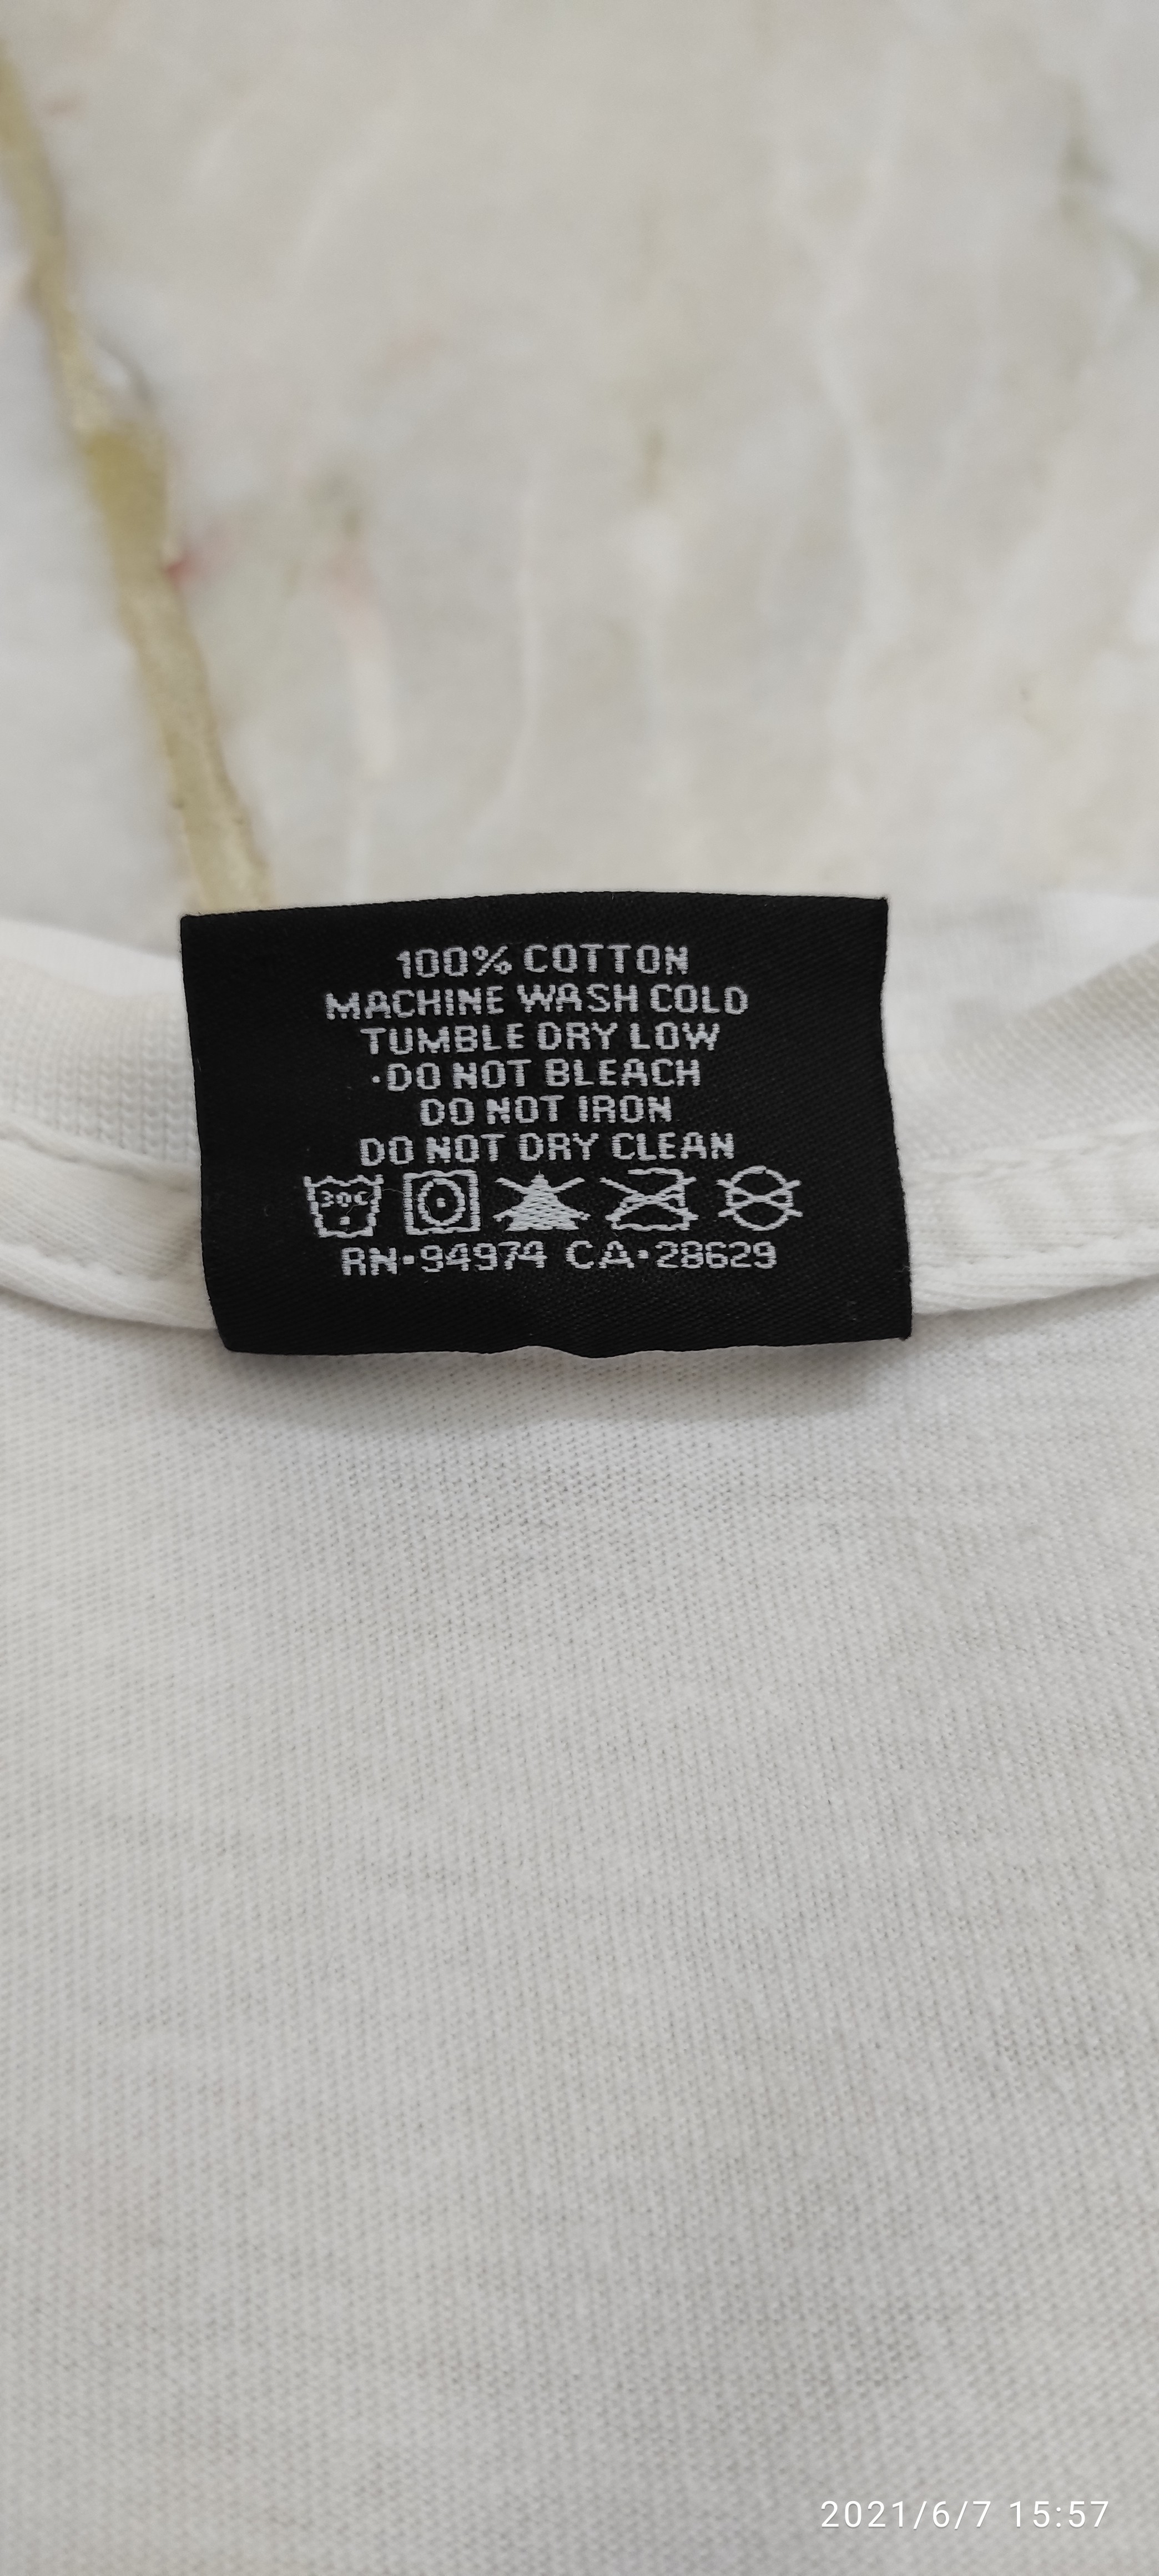 100% COTTON
MACHINE WASH COLD
TUMBLE DRY LOW
·DO NOT BLEACH
DO NOT IRON
DO NOT DRY CLEAN
30C
RN·94974 CA·28629
2021/6/7 15:57